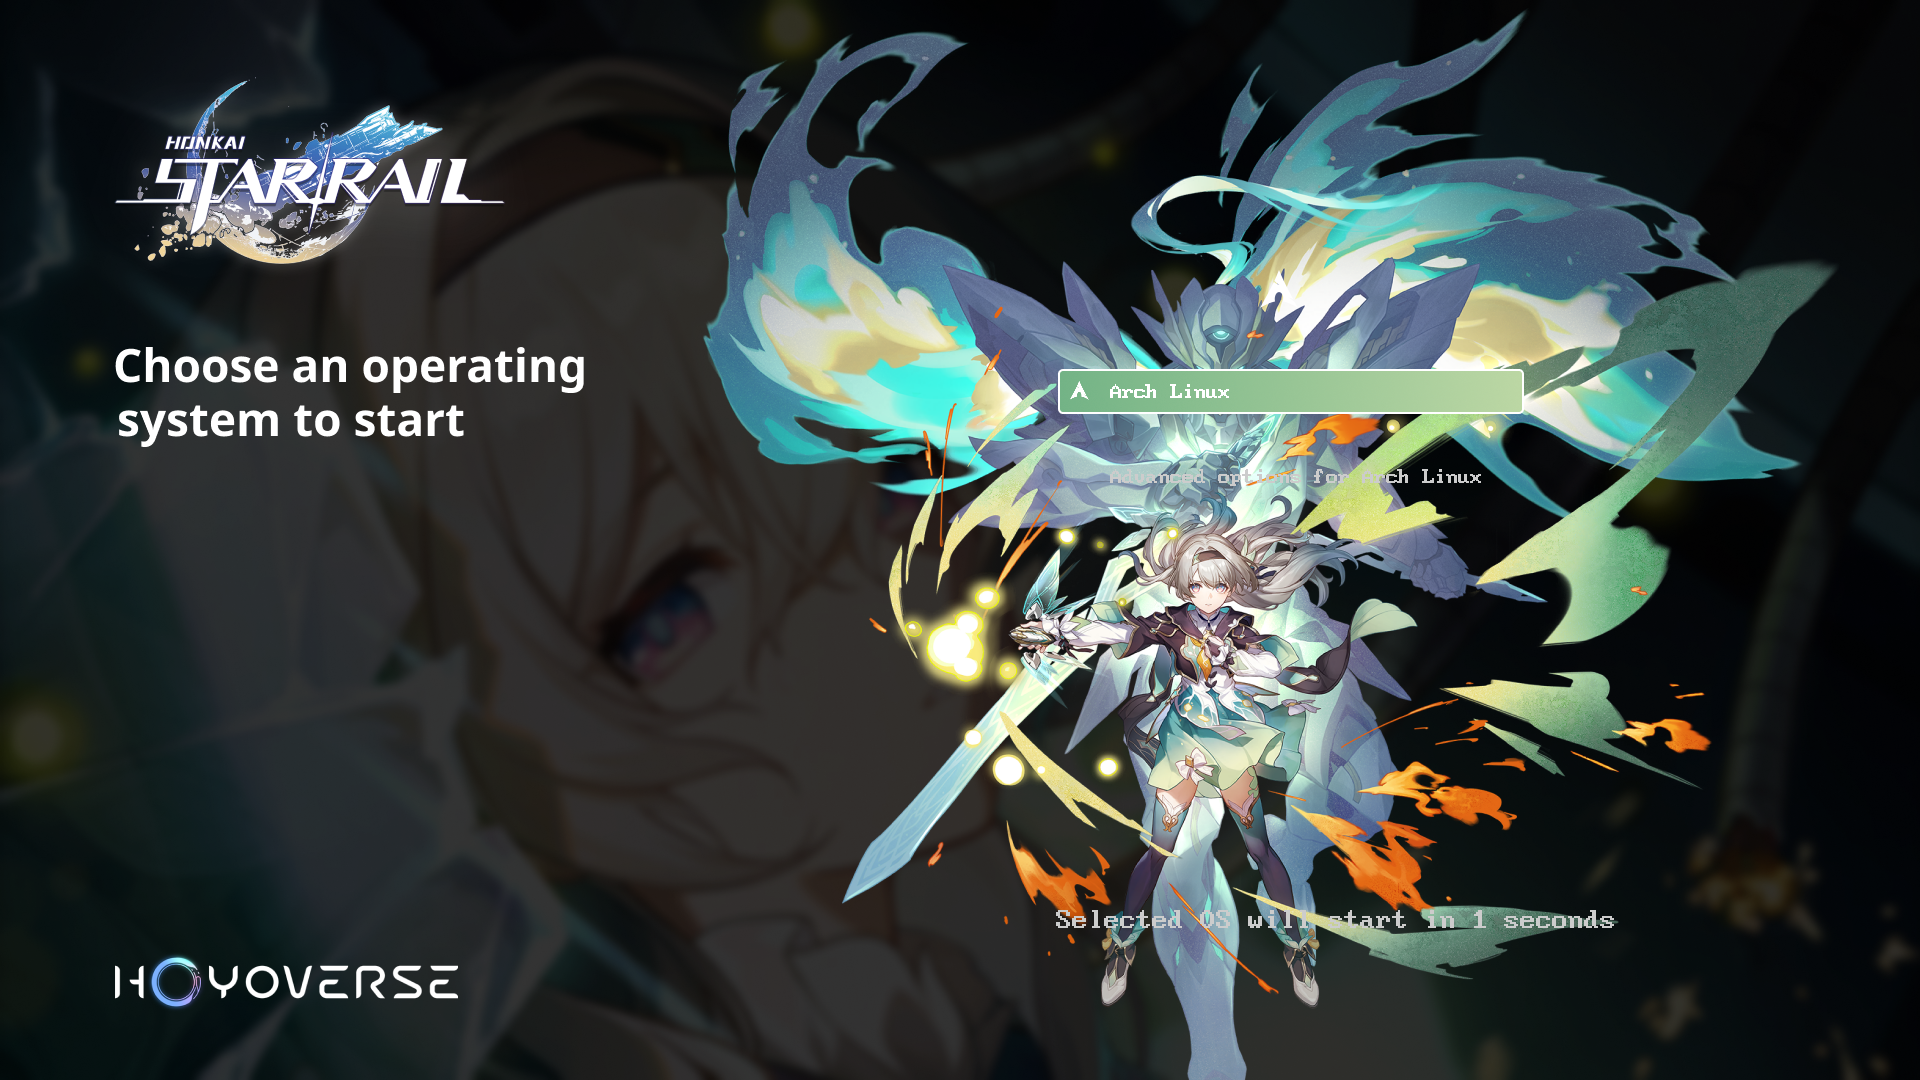 HONKAI
STAR RAIL
Choose an operating
system to start
Arch Linux
Advanced options for Arch Linux
Selected OS will start in 1 seconds
HOYOVERSE